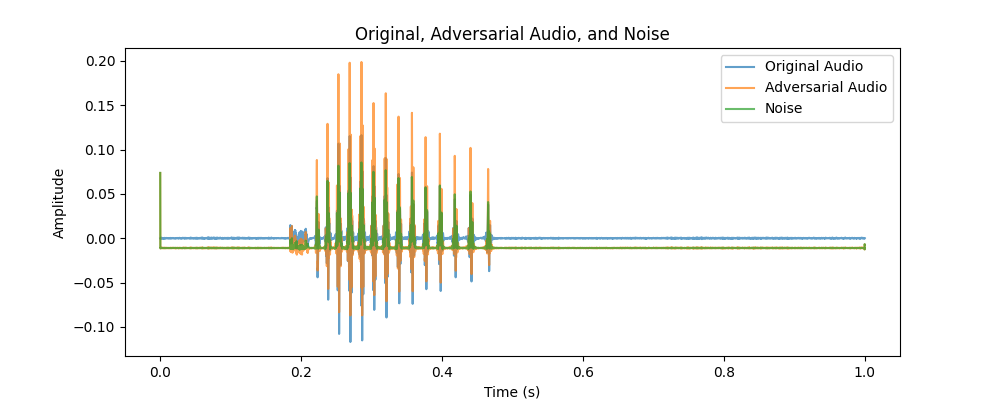 Original, Adversarial Audio, and Noise
Original Audio
Adversarial Audio
Noise
Amplitude
0.20
0.15
0.10
0.05
0.00
−0.05
−0.10
0.0
0.2
0.4
0.6
0.8
1.0
Time (s)